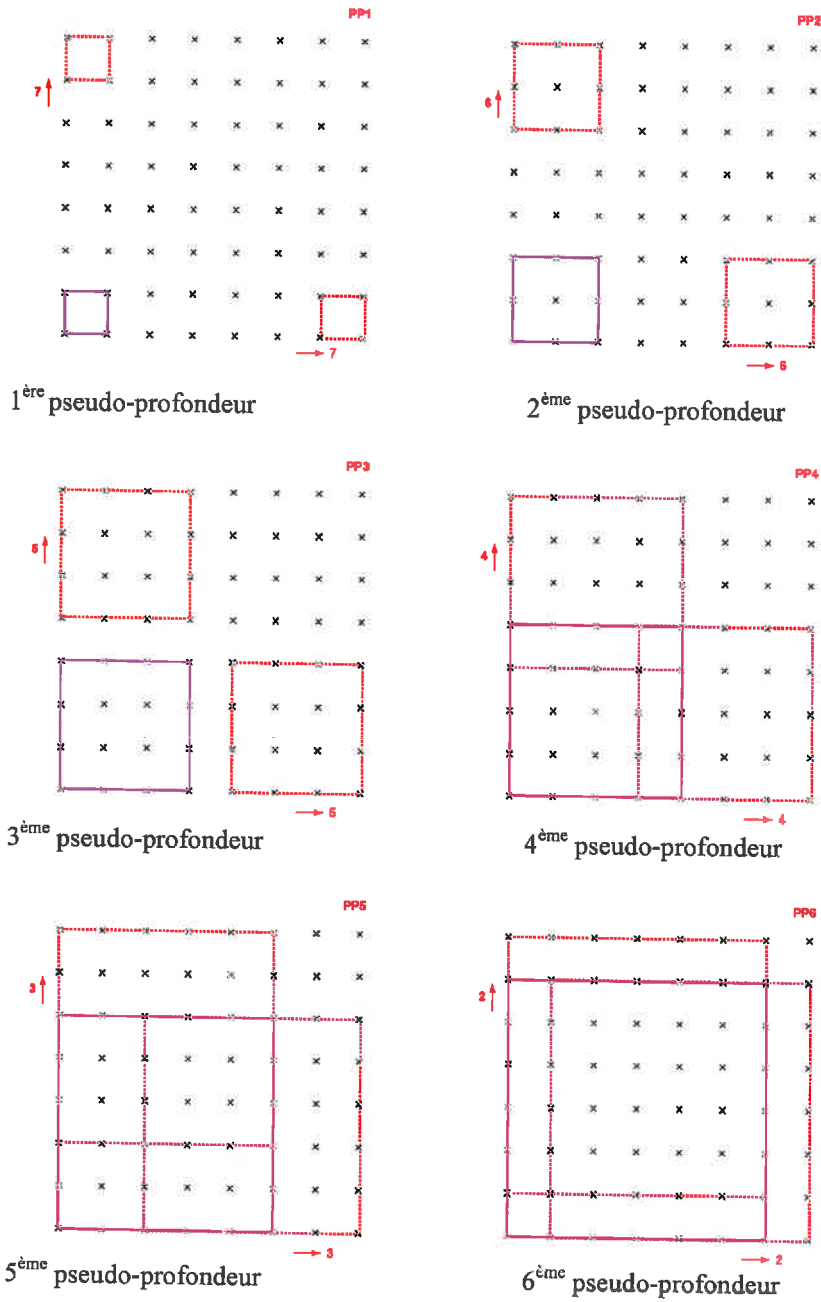 PP1
7
7
1ère pseudo-profondeur
PP2
6
6
2ème pseudo-profondeur
PP3
5
5
3ème pseudo-profondeur
PP4
4
4
4ème pseudo-profondeur
PP5
3
3
5ème pseudo-profondeur
PP6
2
2
6ème pseudo-profondeur